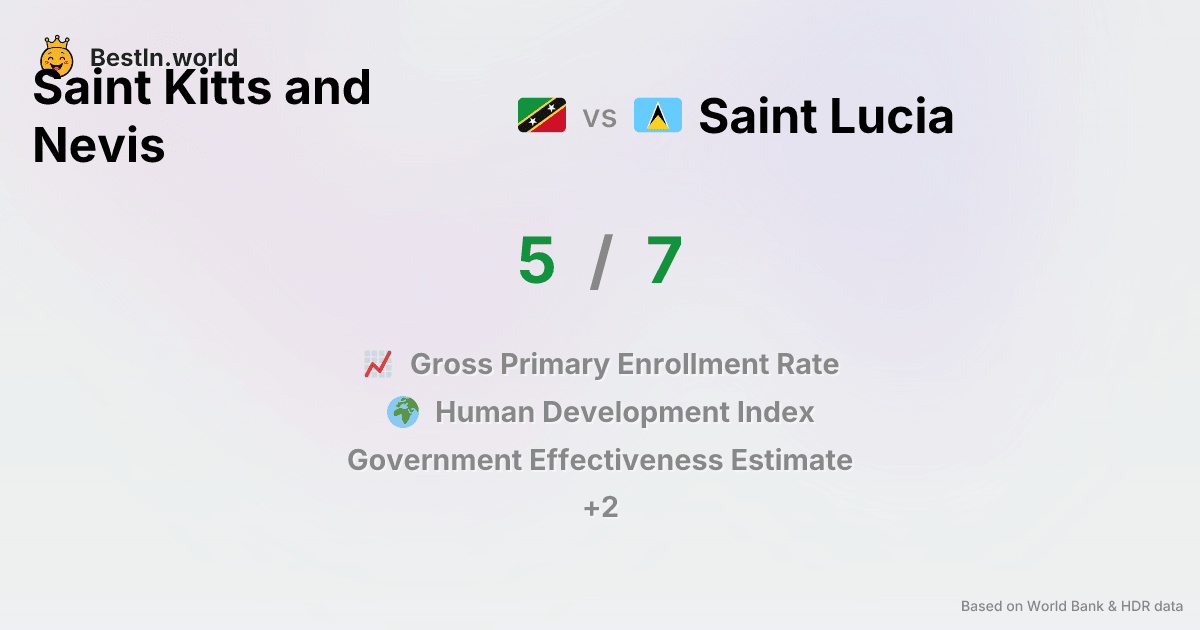 BestIn.world
Saint Kitts and
Nevis
vs
Saint Lucia
5 / 7
Gross Primary Enrollment Rate
Human Development Index
Government Effectiveness Estimate
+2
Based on World Bank & HDR data